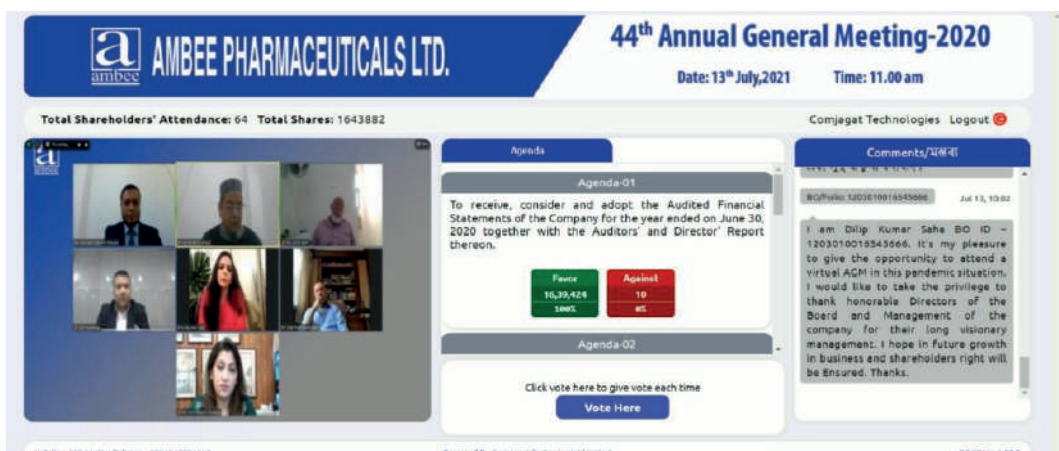 a
ambee
AMBEE PHARMACEUTICALS LTD.
44th Annual General Meeting-2020
Date: 13th July,2021 Time: 11.00 am
Total Shareholders' Attendance: 64 Total Shares: 1643882
Comjagat Technologies Logout
Agenda
Agenda-01
To receive, consider and adopt the Audited Financial
Statements of the Company for the year ended on June 30,
2020 together with the Auditors' and Director' Report
thereon.
Favor
16,39,424
100%
Against
10
0%
Agenda-02
Click vote here to give vote each time
Vote Here
Comments/মন্তব্য
BO/Folio: 1203010016545666 Jul 13, 10:02
I am Dilip Kumar Saha BO ID –
1203010016545666. It's my pleasure
to give the opportunity to attend a
virtual AGM in this pandemic situation.
I would like to take the privilege to
thank honorable Directors of the
Board and Management of the
company for their long visionary
management. I hope in future growth
in business and shareholders right will
be Ensured. Thanks.